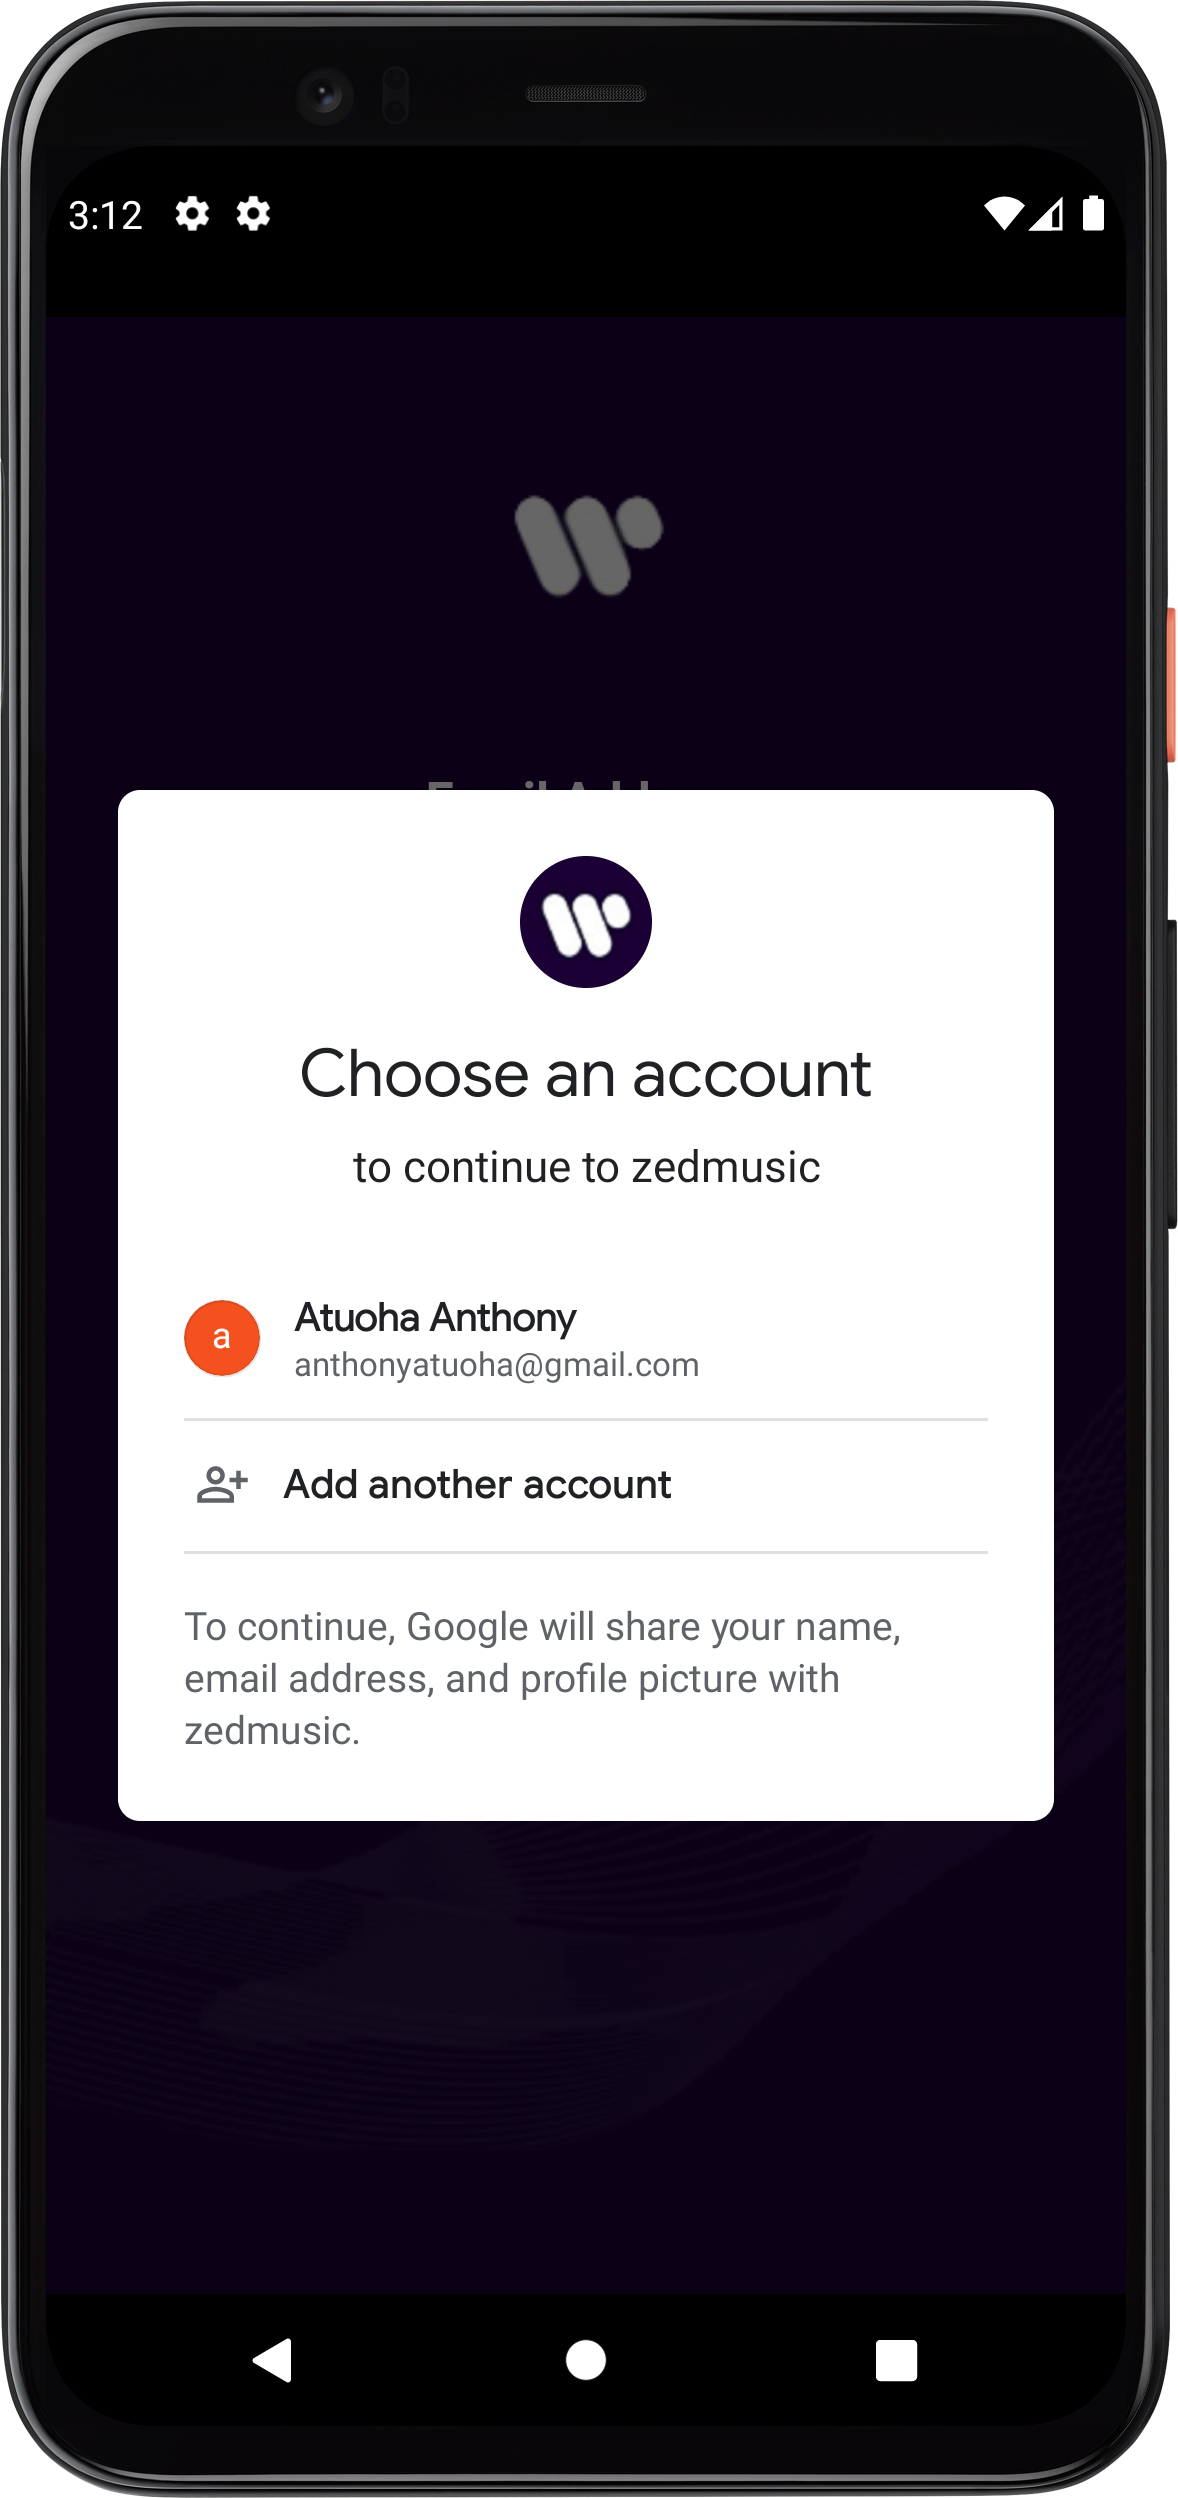 3:12
Choose an account
to continue to zedmusic
a
Atuoha Anthony
anthonyatuoha@gmail.com
Add another account
To continue, Google will share your name,
email address, and profile picture with
zedmusic.